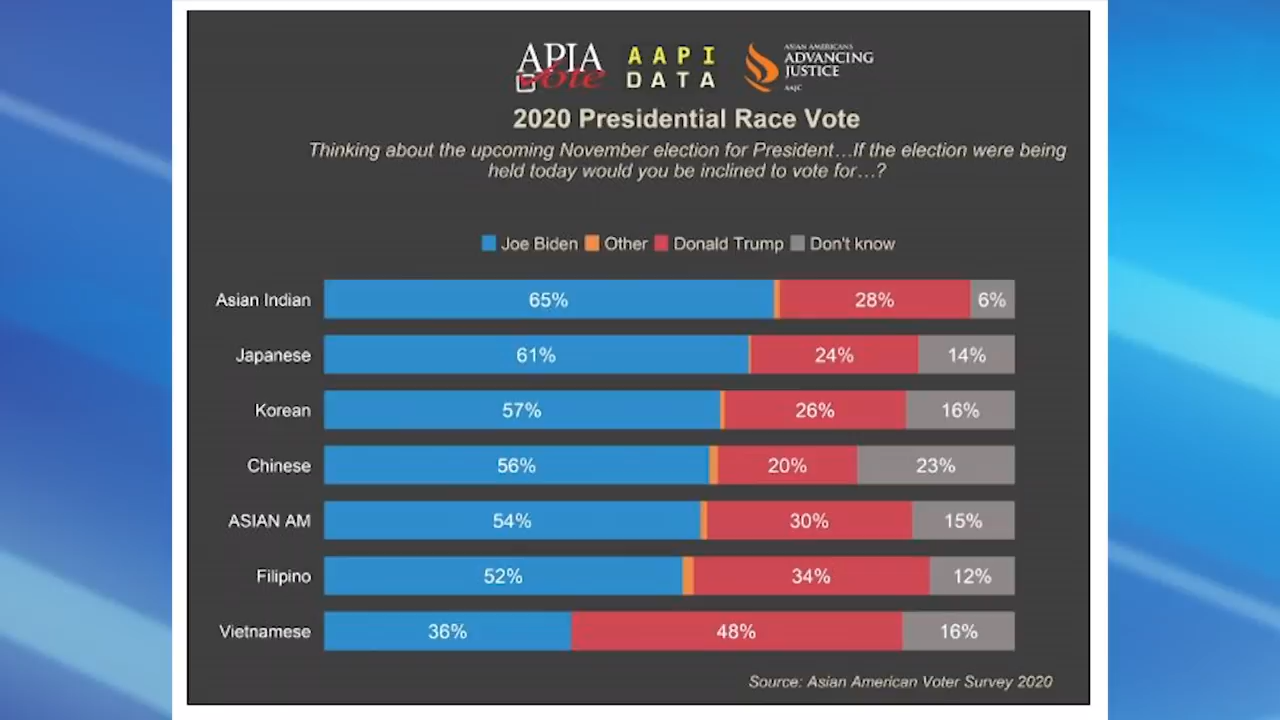 APIA
Vote
AAPI
DATA
ASIAN AMERICANS
ADVANCING
JUSTICE
AAJC
2020 Presidential Race Vote
Thinking about the upcoming November election for President…If the election were being
held today would you be inclined to vote for…?
Joe Biden Other Donald Trump Don't know
Asian Indian 65% 28% 6%
Japanese 61% 24% 14%
Korean 57% 26% 16%
Chinese 56% 20% 23%
ASIAN AM 54% 30% 15%
Filipino 52% 34% 12%
Vietnamese 36% 48% 16%
Source: Asian American Voter Survey 2020